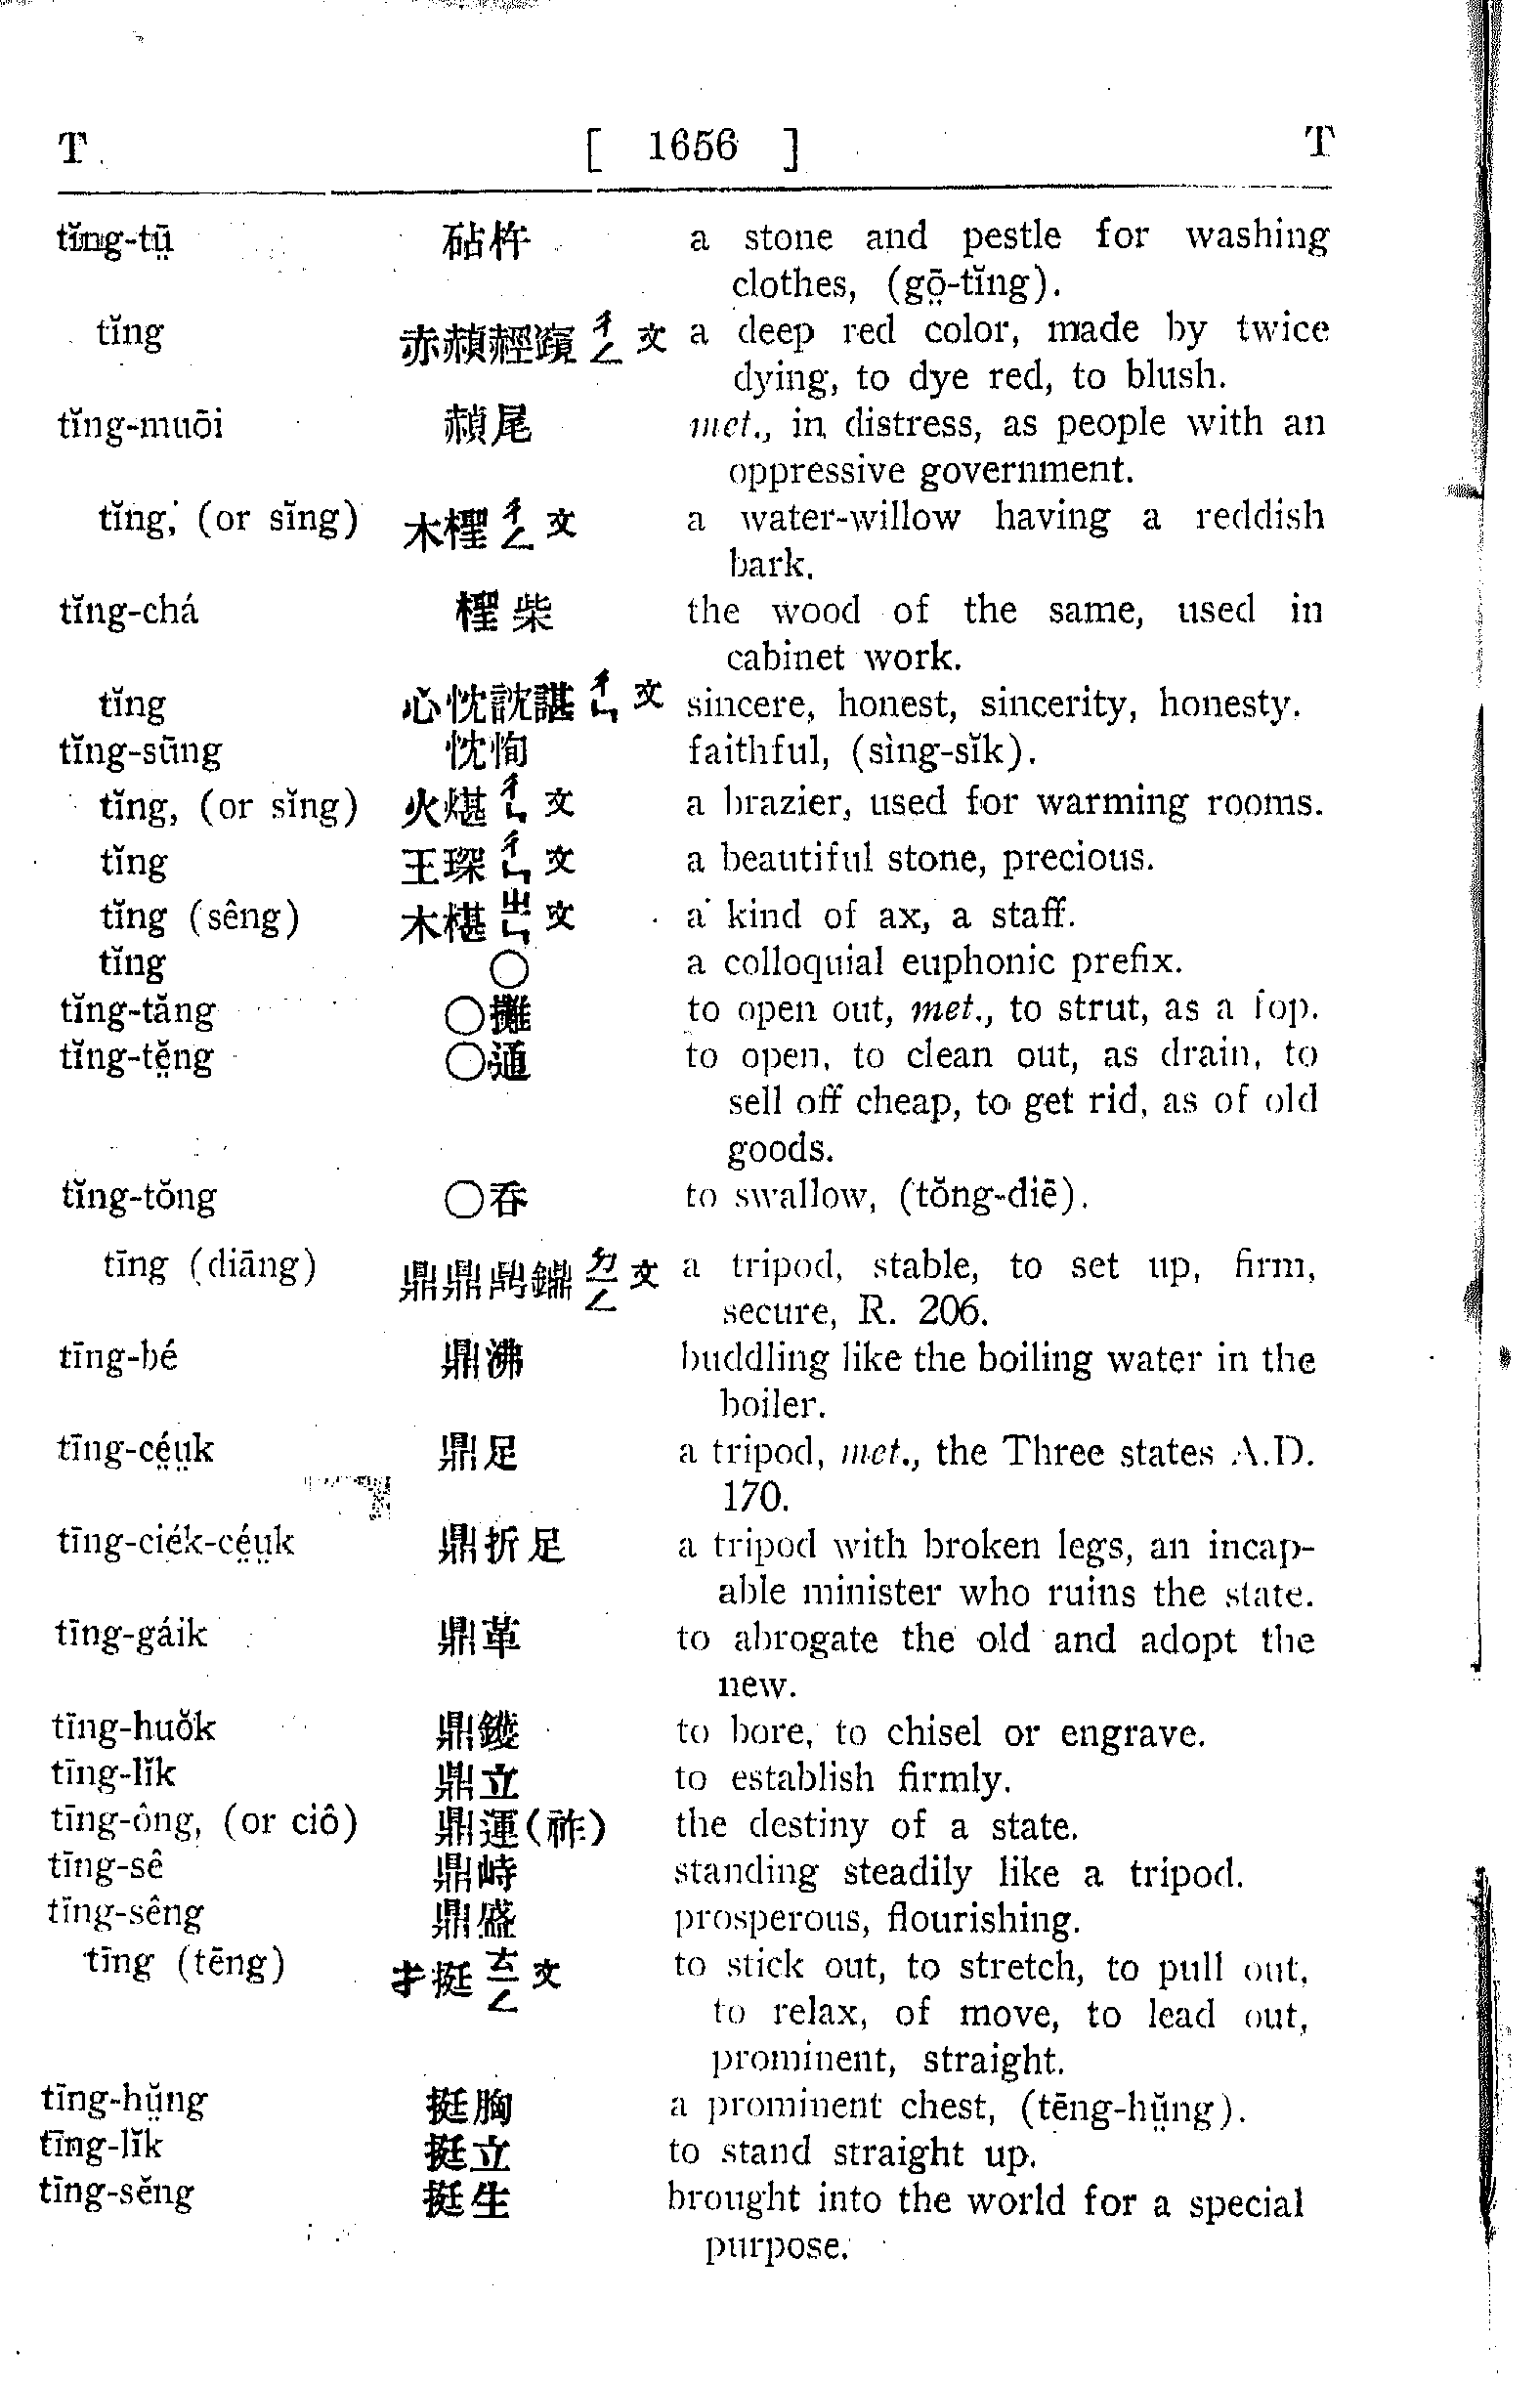 T [ 1656 ] T
tĭng-tṳ̄ 砧杵 a stone and pestle for washing
clothes, (gō̤-tĭng).
tĭng 赤赬䞓䞔 ㄔㄥ 文 a deep red color, made by twice
dying, to dye red, to blush.
tĭng-muōi 赬尾 met., in distress, as people with an
oppressive government.
tĭng, (or sĭng) 木檉 ㄔㄥ 文 a water-willow having a reddish
bark.
tĭng-chá 檉柴 the wood of the same, used in
cabinet work.
tĭng 心忱訦諶 ㄔㄣ 文 sincere, honest, sincerity, honesty.
tĭng-sūng 忱恂 faithful, (sìng-sĭk).
tĭng, (or sĭng) 火煁 ㄔㄣ 文 a brazier, used for warming rooms.
tĭng 王琛 ㄔㄣ 文 a beautiful stone, precious.
tĭng (sêng) 木椹 ㄓㄣ 文 a kind of ax, a staff.
tĭng ○ a colloquial euphonic prefix.
tĭng-tăng ○攤 to open out, met., to strut, as a fop.
tĭng-tĕ̤ng ○通 to open, to clean out, as drain, to
sell off cheap, to get rid, as of old
goods.
tĭng-tŏng ○吞 to swallow, (tŏng-diē).
tīng (diāng) 鼎鼎 ㄉㄧㄥ 文 a tripod, stable, to set up, firm,
secure, R. 206.
tīng-bé 鼎沸 buddling like the boiling water in the
boiler.
tīng-cé̤ṳk 鼎足 a tripod, met., the Three states A.D.
170.
tīng-ciék-cé̤ṳk 鼎折足 a tripod with broken legs, an incap-
able minister who ruins the state.
tīng-gáik 鼎革 to abrogate the old and adopt the
new.
tīng-huŏk 鼎鑊 to bore, to chisel or engrave.
tīng-lĭk 鼎立 to establish firmly.
tīng-ông, (or ciô) 鼎運(祚) the destiny of a state.
tīng-sê 鼎峙 standing steadily like a tripod.
tīng-sêng 鼎盛 prosperous, flourishing.
tīng (tēng) 扌挺 ㄊㄧㄥ 文 to stick out, to stretch, to pull out,
to relax, of move, to lead out,
prominent, straight.
tīng-hṳ̆ng 挺胸 a prominent chest, (tēng-hṳ̆ng).
tīng-lĭk 挺立 to stand straight up.
tīng-sĕng 挺生 brought into the world for a special
purpose.